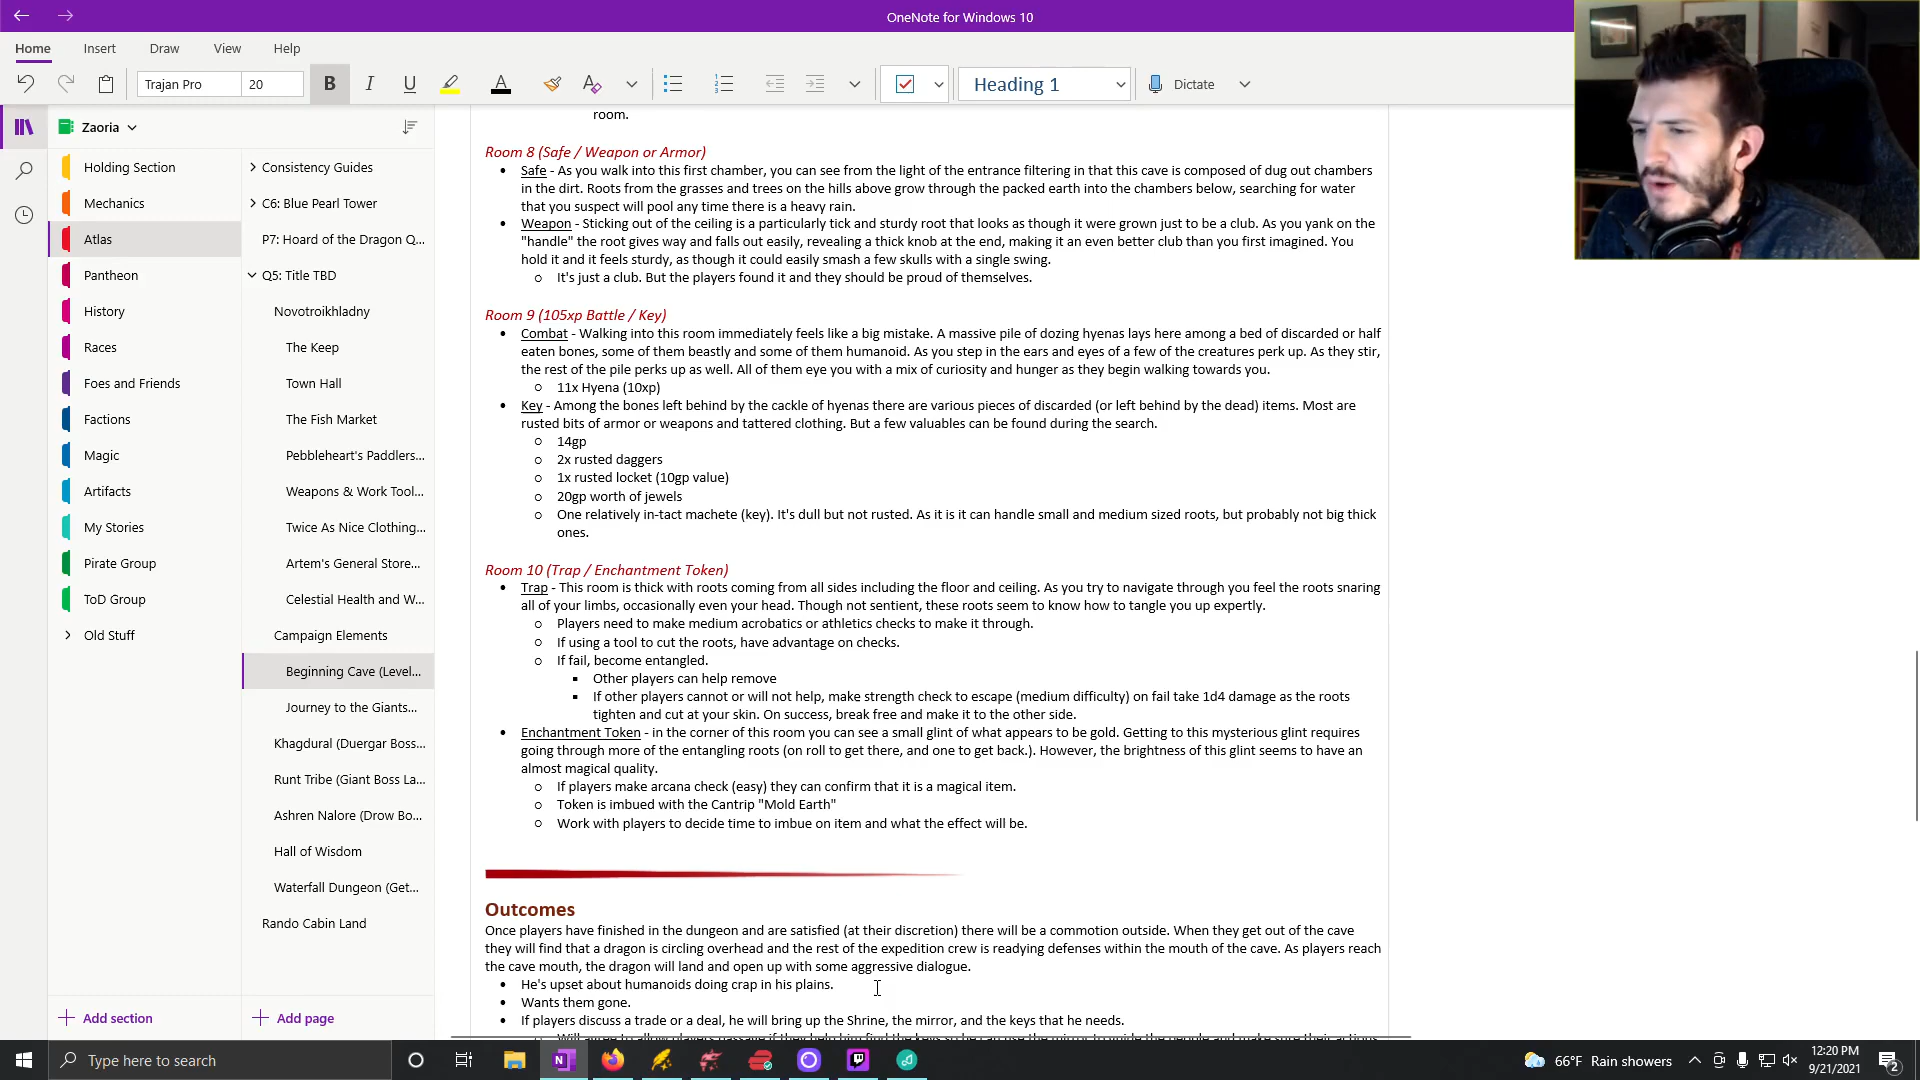 OneNote for Windows 10
Home
Insert
Draw
View
Help
Trajan Pro
20
B
I
U
A
Heading 1
Dictate
Zaoria
Holding Section
Mechanics
Atlas
Pantheon
History
Races
Foes and Friends
Factions
Magic
Artifacts
My Stories
Pirate Group
ToD Group
Old Stuff
Add section
Consistency Guides
C6: Blue Pearl Tower
P7: Hoard of the Dragon Q...
Q5: Title TBD
Novotroikhladny
The Keep
Town Hall
The Fish Market
Pebbleheart's Paddlers...
Weapons & Work Tool...
Twice As Nice Clothing...
Artem's General Store...
Celestial Health and W...
Campaign Elements
Beginning Cave (Level...
Journey to the Giants...
Khagdural (Duergar Boss...
Runt Tribe (Giant Boss La...
Ashren Nalore (Drow Bo...
Hall of Wisdom
Waterfall Dungeon (Get...
Rando Cabin Land
Add page
room.
Room 8 (Safe / Weapon or Armor)
Safe - As you walk into this first chamber, you can see from the light of the entrance filtering in that this cave is composed of dug out chambers
in the dirt. Roots from the grasses and trees on the hills above grow through the packed earth into the chambers below, searching for water
that you suspect will pool any time there is a heavy rain.
Weapon - Sticking out of the ceiling is a particularly tick and sturdy root that looks as though it were grown just to be a club. As you yank on the
"handle" the root gives way and falls out easily, revealing a thick knob at the end, making it an even better club than you first imagined. You
hold it and it feels sturdy, as though it could easily smash a few skulls with a single swing.
It's just a club. But the players found it and they should be proud of themselves.
Room 9 (105xp Battle / Key)
Combat - Walking into this room immediately feels like a big mistake. A massive pile of dozing hyenas lays here among a bed of discarded or half
eaten bones, some of them beastly and some of them humanoid. As you step in the ears and eyes of a few of the creatures perk up. As they stir,
the rest of the pile perks up as well. All of them eye you with a mix of curiosity and hunger as they begin walking towards you.
11x Hyena (10xp)
Key - Among the bones left behind by the cackle of hyenas there are various pieces of discarded (or left behind by the dead) items. Most are
rusted bits of armor or weapons and tattered clothing. But a few valuables can be found during the search.
14gp
2x rusted daggers
1x rusted locket (10gp value)
20gp worth of jewels
One relatively in-tact machete (key). It's dull but not rusted. As it is it can handle small and medium sized roots, but probably not big thick
ones.
Room 10 (Trap / Enchantment Token)
Trap - This room is thick with roots coming from all sides including the floor and ceiling. As you try to navigate through you feel the roots snaring
all of your limbs, occasionally even your head. Though not sentient, these roots seem to know how to tangle you up expertly.
Players need to make medium acrobatics or athletics checks to make it through.
If using a tool to cut the roots, have advantage on checks.
If fail, become entangled.
Other players can help remove
If other players cannot or will not help, make strength check to escape (medium difficulty) on fail take 1d4 damage as the roots
tighten and cut at your skin. On success, break free and make it to the other side.
Enchantment Token - in the corner of this room you can see a small glint of what appears to be gold. Getting to this mysterious glint requires
going through more of the entangling roots (on roll to get there, and one to get back.). However, the brightness of this glint seems to have an
almost magical quality.
If players make arcana check (easy) they can confirm that it is a magical item.
Token is imbued with the Cantrip "Mold Earth"
Work with players to decide time to imbue on item and what the effect will be.
Outcomes
Once players have finished in the dungeon and are satisfied (at their discretion) there will be a commotion outside. When they get out of the cave
they will find that a dragon is circling overhead and the rest of the expedition crew is readying defenses within the mouth of the cave. As players reach
the cave mouth, the dragon will land and open up with some aggressive dialogue.
He's upset about humanoids doing crap in his plains.
Wants them gone.
If players discuss a trade or a deal, he will bring up the Shrine, the mirror, and the keys that he needs.
Type here to search
66°F Rain showers
12:20 PM
9/21/2021
2